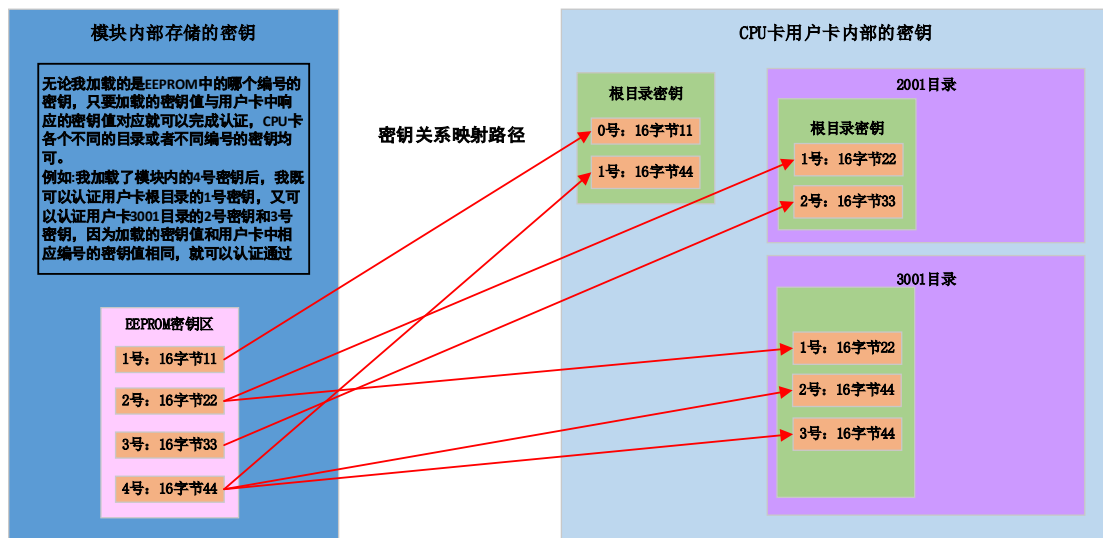 模块内部存储的密钥
无论我加载的是EEPROM中的哪个编号的
密钥，只要加载的密钥值与用户卡中响
应的密钥值对应就可以完成认证，CPU卡
各个不同的目录或者不同编号的密钥均
可。
例如:我加载了模块内的4号密钥后，我既
可以认证用户卡根目录的1号密钥，又可
以认证用户卡3001目录的2号密钥和3号
密钥，因为加载的密钥值和用户卡中相
应编号的密钥值相同，就可以认证通过
EEPROM密钥区
1号：16字节11
2号：16字节22
3号：16字节33
4号：16字节44
密钥关系映射路径
CPU卡用户卡内部的密钥
根目录密钥
0号：16字节11
1号：16字节44
2001目录
根目录密钥
1号：16字节22
2号：16字节33
3001目录
1号：16字节22
2号：16字节44
3号：16字节44